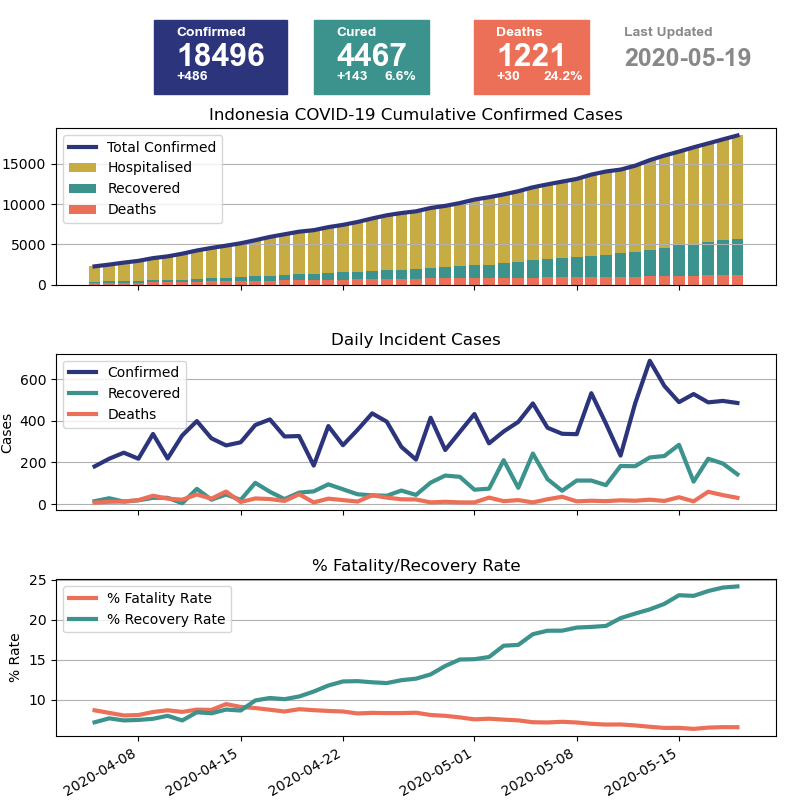 Confirmed
18496
+486
Cured
4467
+143 6.6%
Deaths
1221
+30 24.2%
Last Updated
2020-05-19
Indonesia COVID-19 Cumulative Confirmed Cases
Total Confirmed
Hospitalised
Recovered
Deaths
15000
10000
5000
0
Daily Incident Cases
Confirmed
Recovered
Deaths
Cases
600
400
200
0
% Fatality/Recovery Rate
% Fatality Rate
% Recovery Rate
% Rate
25
20
15
10
2020-04-08
2020-04-15
2020-04-22
2020-05-01
2020-05-08
2020-05-15